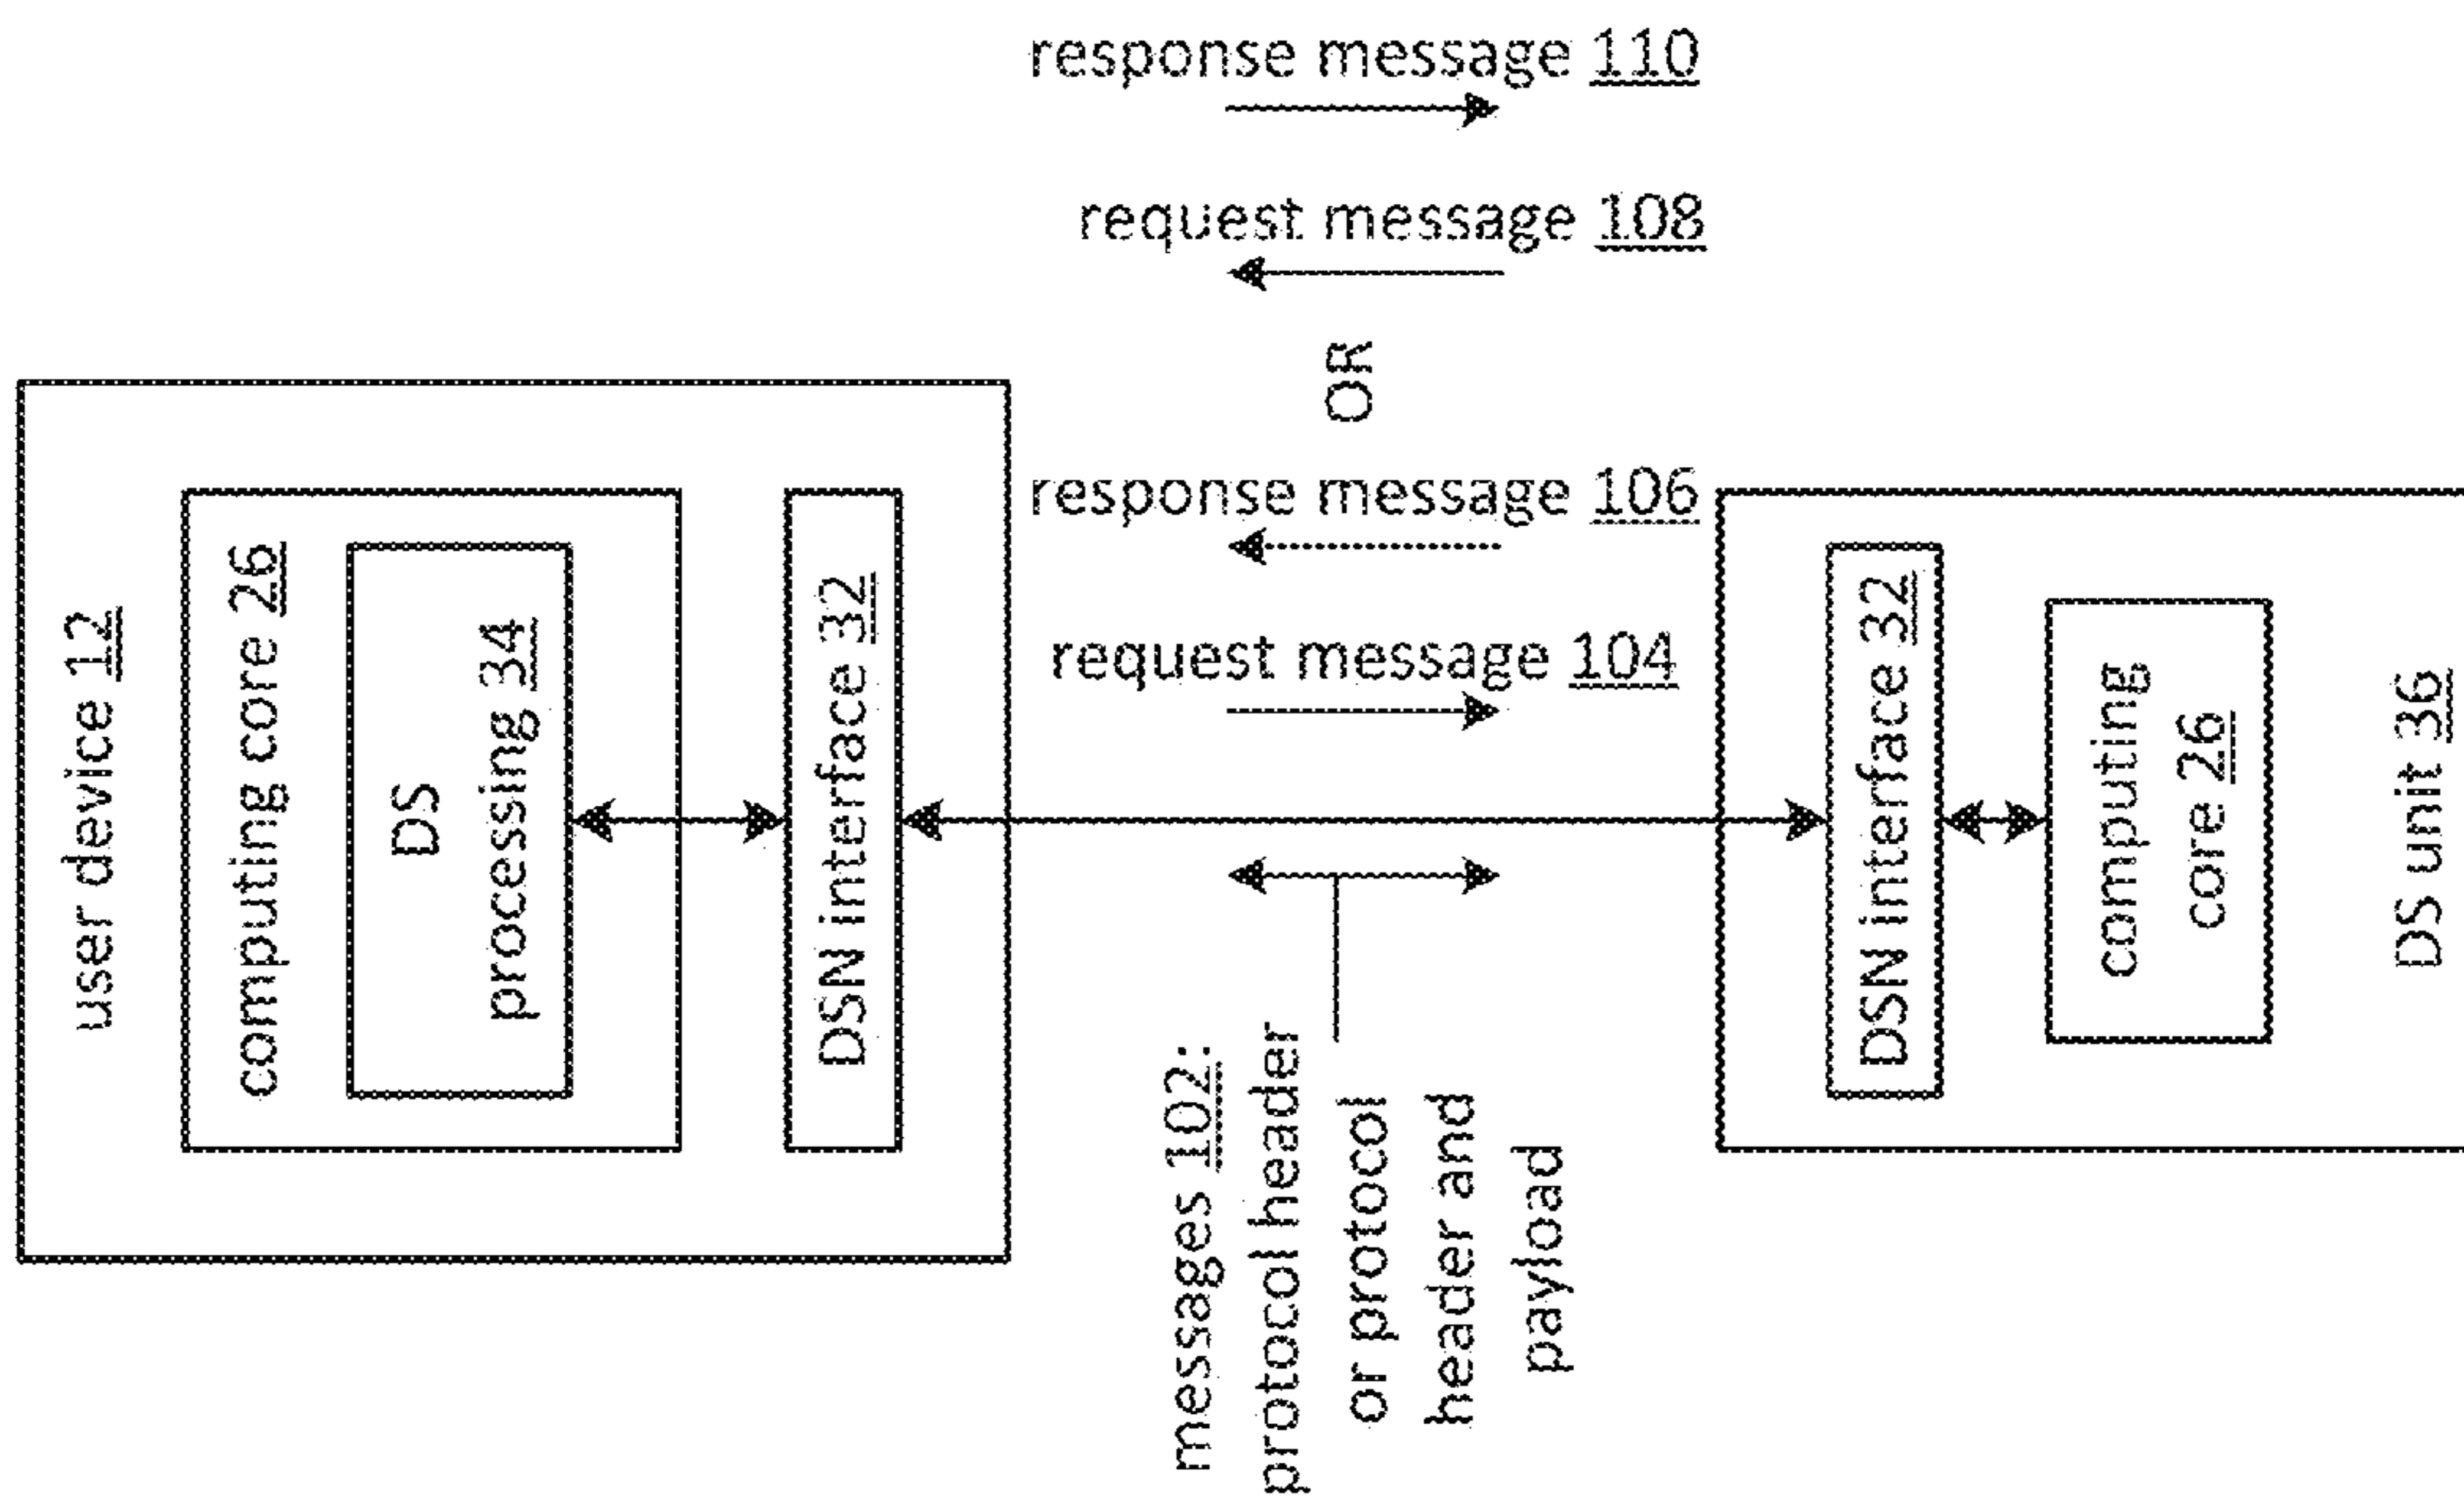 user device 12
computing core 26
DS
processing 34
DSN interface 32
messages 102:
protocol header
or protocol
header and
payload
request message 104
response message 106
OR
request message 108
response message 110
DSN interface 32
computing
core 26
DS unit 36